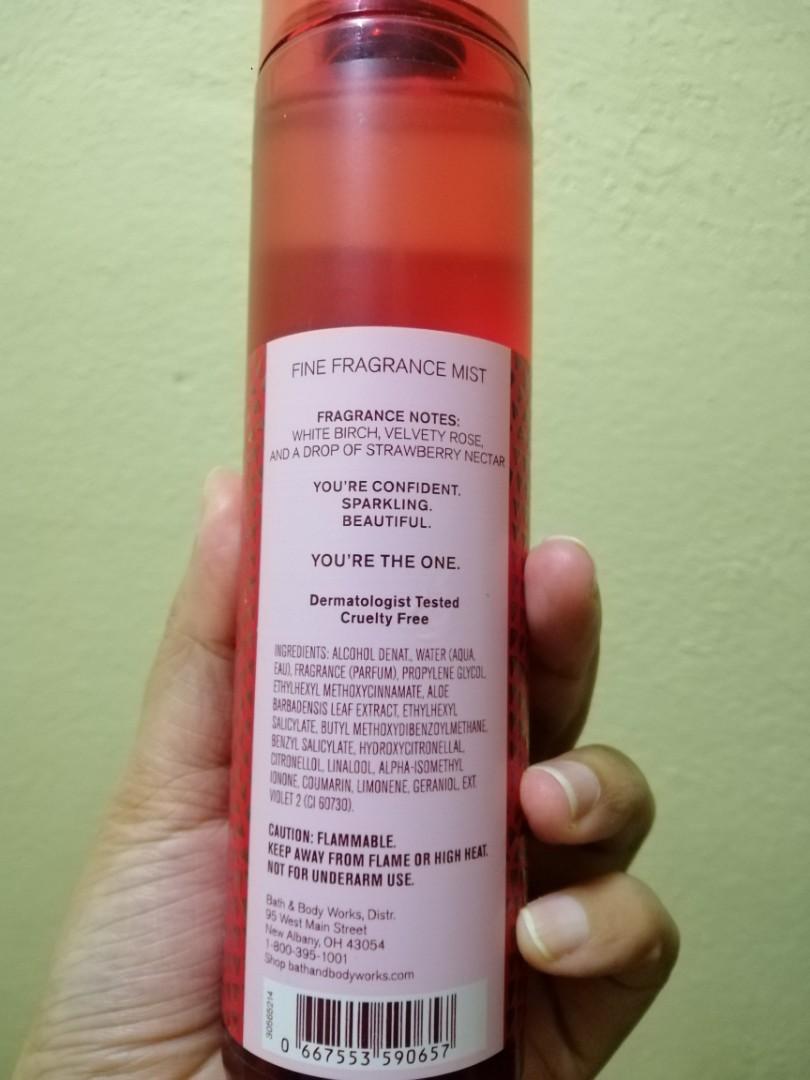 FINE FRAGRANCE MIST
FRAGRANCE NOTES:
WHITE BIRCH, VELVETY ROSE,
AND A DROP OF STRAWBERRY NECTAR
YOU'RE CONFIDENT.
SPARKLING.
BEAUTIFUL.
YOU'RE THE ONE.
Dermatologist Tested
Cruelty Free
INGREDIENTS: ALCOHOL DENAT., WATER (AQUA,
EAU), FRAGRANCE (PARFUM), PROPYLENE GLYCOL,
ETHYLHEXYL METHOXYCINNAMATE, ALOE
BARBADENSIS LEAF EXTRACT, ETHYLHEXYL
SALICYLATE, BUTYL METHOXYDIBENZOYLMETHANE,
BENZYL SALICYLATE, HYDROXYCITRONELLAL,
CITRONELLOL, LINALOOL, ALPHA-ISOMETHYL
IONONE, COUMARIN, LIMONENE, GERANIOL, EXT.
VIOLET 2 (CI 60730).
CAUTION: FLAMMABLE.
KEEP AWAY FROM FLAME OR HIGH HEAT.
NOT FOR UNDERARM USE.
Bath & Body Works, Distr.
95 West Main Street
New Albany, OH 43054
1-800-395-1001
Shop bathandbodyworks.com
30565214
0 667553 590657